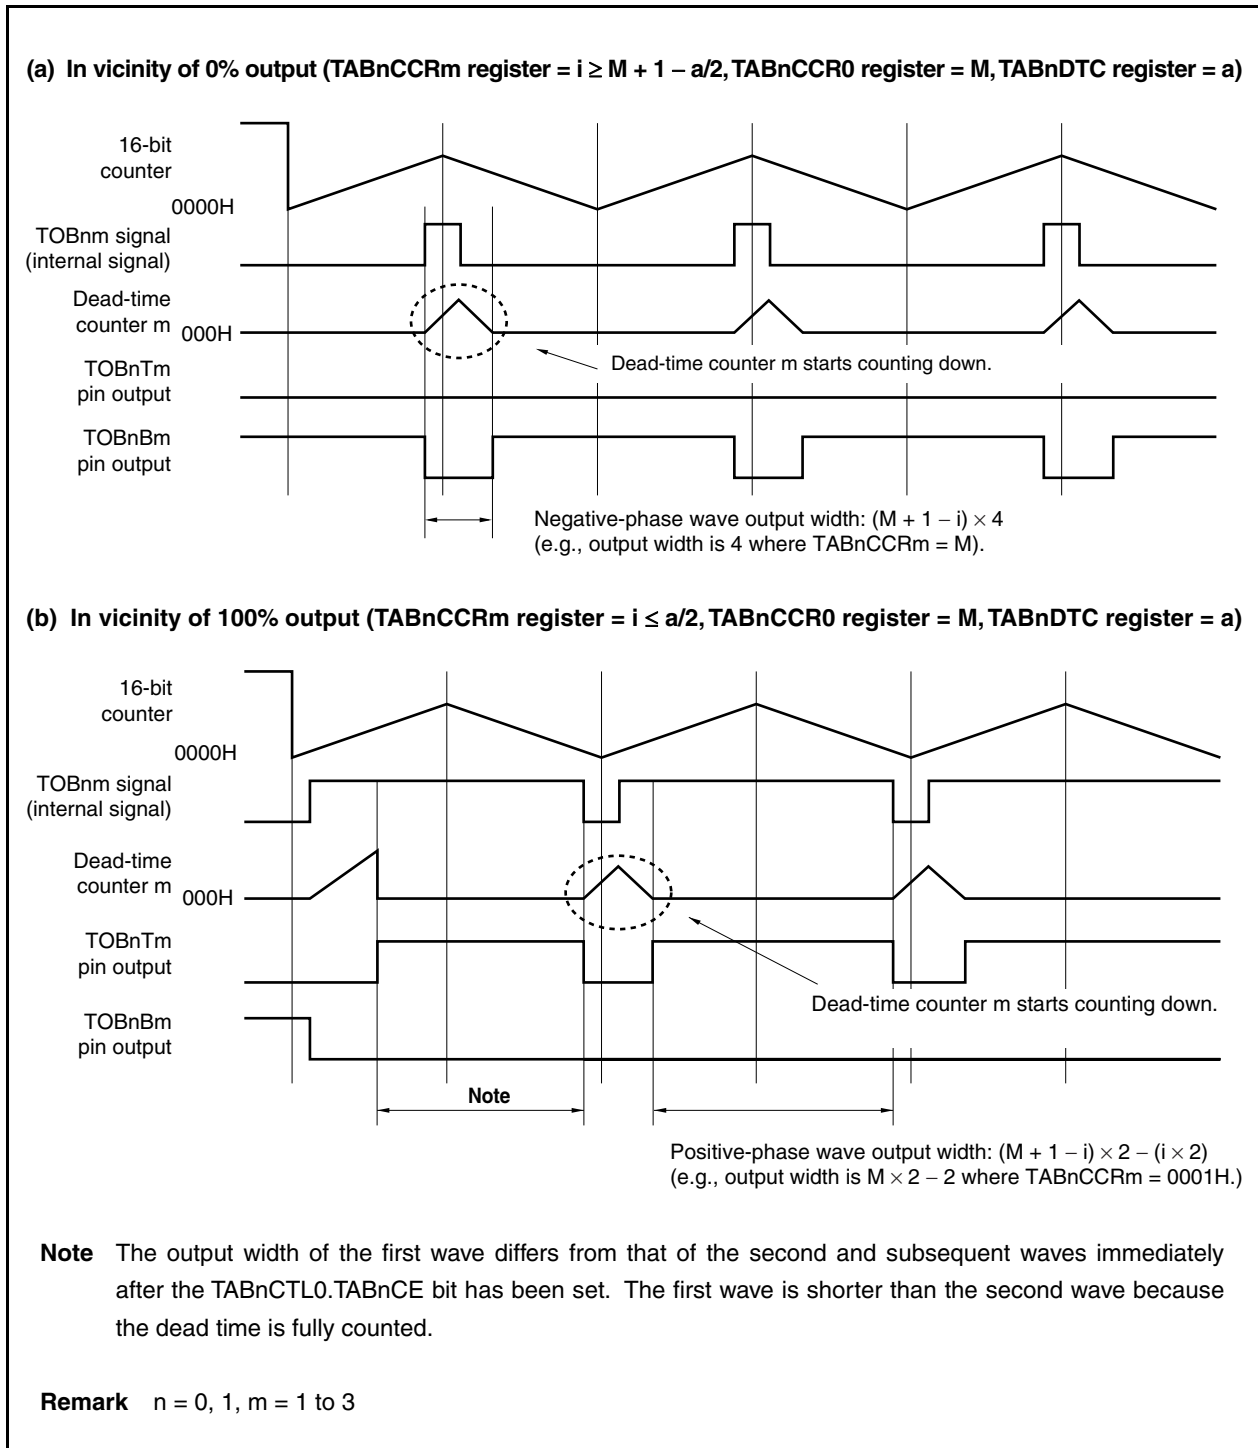 (a) In vicinity of 0% output (TABnCCRm register = i ≥ M + 1 – a/2, TABnCCR0 register = M, TABnDTC register = a)
16-bit
counter
0000H
TOBnm signal
(internal signal)
Dead-time
counter m
000H
Dead-time counter m starts counting down.
TOBnTm
pin output
TOBnBm
pin output
Negative-phase wave output width: (M + 1 – i) × 4
(e.g., output width is 4 where TABnCCRm = M).
(b) In vicinity of 100% output (TABnCCRm register = i ≤ a/2, TABnCCR0 register = M, TABnDTC register = a)
16-bit
counter
0000H
TOBnm signal
(internal signal)
Dead-time
counter m
000H
TOBnTm
pin output
Dead-time counter m starts counting down.
TOBnBm
pin output
Note
Positive-phase wave output width: (M + 1 – i) × 2 – (i × 2)
(e.g., output width is M × 2 – 2 where TABnCCRm = 0001H.)
Note The output width of the first wave differs from that of the second and subsequent waves immediately
after the TABnCTL0.TABnCE bit has been set. The first wave is shorter than the second wave because
the dead time is fully counted.
Remark n = 0, 1, m = 1 to 3